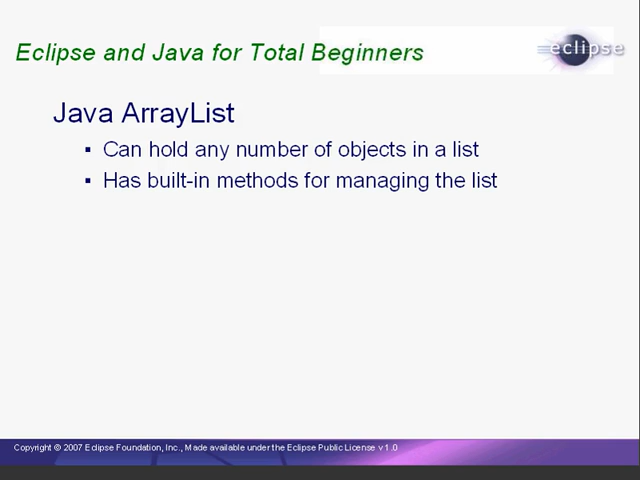 Eclipse and Java for Total Beginners
eclipse
Java ArrayList
▪ Can hold any number of objects in a list
▪ Has built-in methods for managing the list
Copyright © 2007 Eclipse Foundation, Inc., Made available under the Eclipse Public License v 1.0